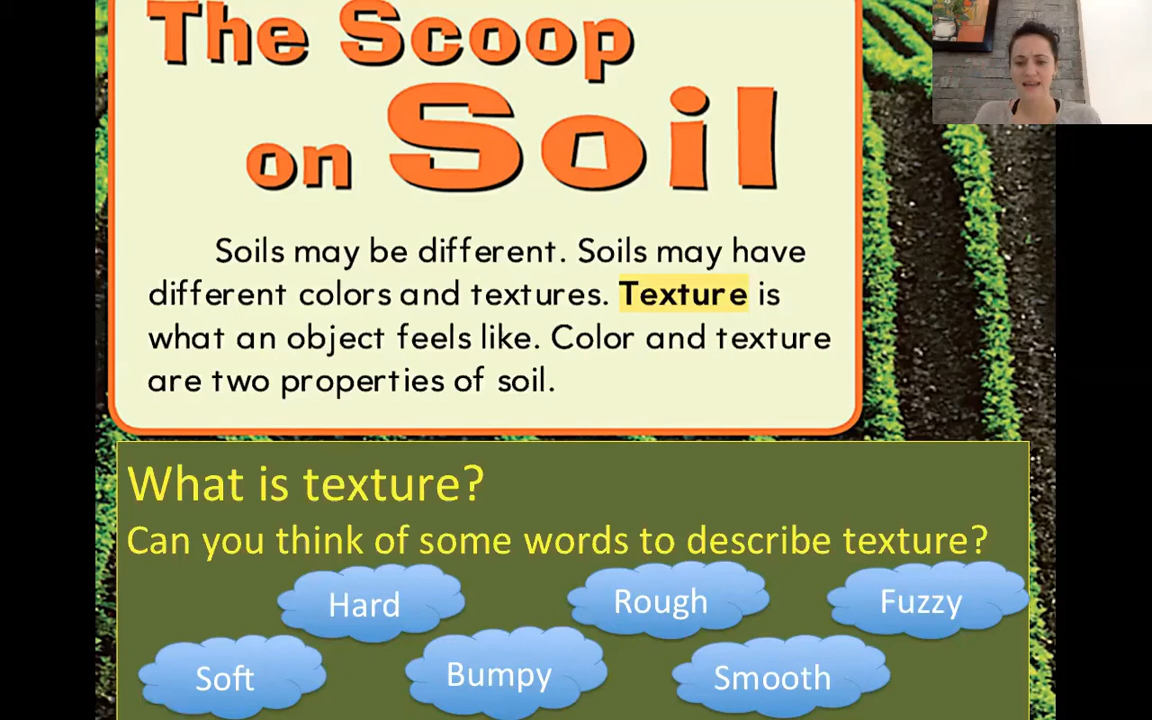 The Scoop
on Soil
Soils may be different. Soils may have
different colors and textures. Texture is
what an object feels like. Color and texture
are two properties of soil.
What is texture?
Can you think of some words to describe texture?
Hard
Rough
Fuzzy
Soft
Bumpy
Smooth